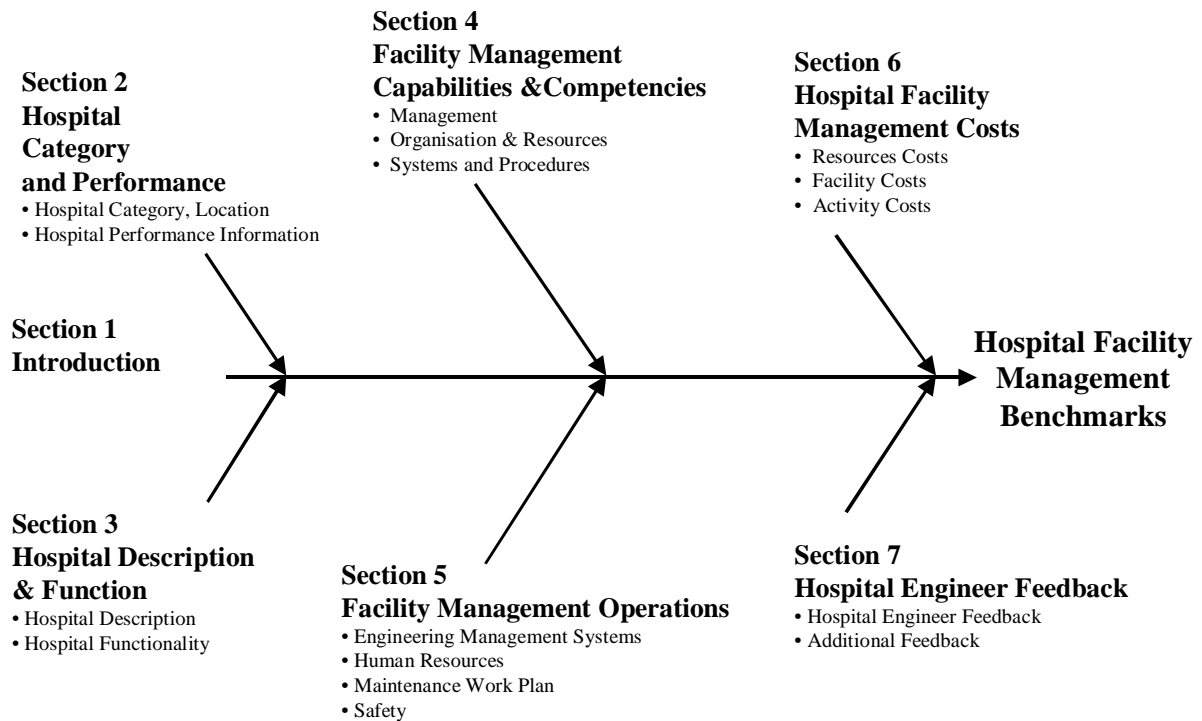 Section 4
Facility Management
Capabilities &Competencies
• Management
• Organisation & Resources
• Systems and Procedures
Section 2
Hospital
Category
and Performance
• Hospital Category, Location
• Hospital Performance Information
Section 6
Hospital Facility
Management Costs
• Resources Costs
• Facility Costs
• Activity Costs
Section 1
Introduction
Hospital Facility
Management
Benchmarks
Section 3
Hospital Description
& Function
• Hospital Description
• Hospital Functionality
Section 5
Facility Management Operations
• Engineering Management Systems
• Human Resources
• Maintenance Work Plan
• Safety
Section 7
Hospital Engineer Feedback
• Hospital Engineer Feedback
• Additional Feedback